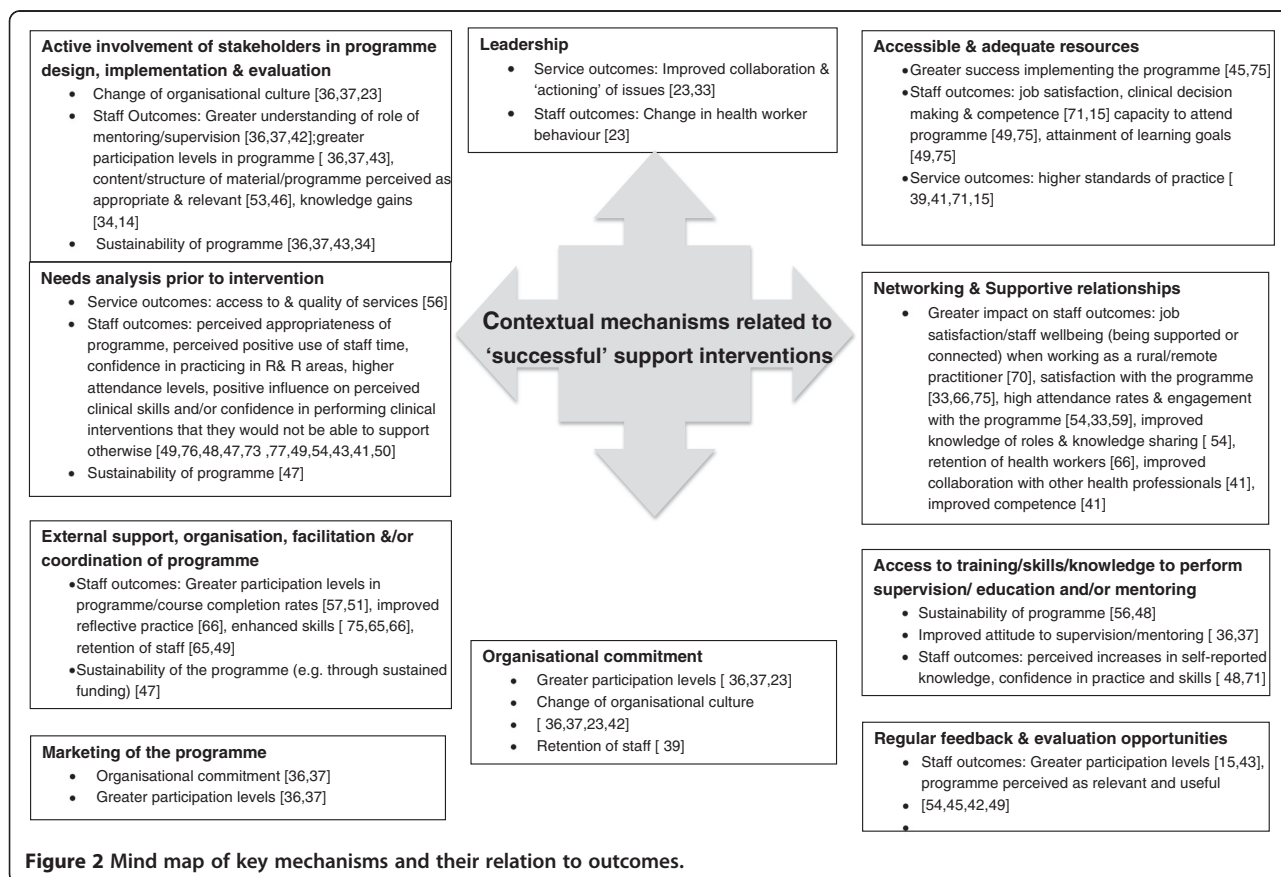 Active involvement of stakeholders in programme
design, implementation & evaluation
• Change of organisational culture [36,37,23]
• Staff Outcomes: Greater understanding of role of
mentoring/supervision [36,37,42];greater
participation levels in programme [ 36,37,43],
content/structure of material/programme perceived as
appropriate & relevant [53,46], knowledge gains
[34,14]
• Sustainability of programme [36,37,43,34]
Needs analysis prior to intervention
• Service outcomes: access to & quality of services [56]
• Staff outcomes: perceived appropriateness of
programme, perceived positive use of staff time,
confidence in practicing in R& R areas, higher
attendance levels, positive influence on perceived
clinical skills and/or confidence in performing clinical
interventions that they would not be able to support
otherwise [49,76,48,47,73 ,77,49,54,43,41,50]
• Sustainability of programme [47]
External support, organisation, facilitation &/or
coordination of programme
•Staff outcomes: Greater participation levels in
programme/course completion rates [57,51], improved
reflective practice [66], enhanced skills [ 75,65,66],
retention of staff [65,49]
•Sustainability of the programme (e.g. through sustained
funding) [47]
Marketing of the programme
• Organisational commitment [36,37]
• Greater participation levels [36,37]
Leadership
• Service outcomes: Improved collaboration &
‘actioning’ of issues [23,33]
• Staff outcomes: Change in health worker
behaviour [23]
Contextual mechanisms related to
‘successful’ support interventions
Organisational commitment
• Greater participation levels [ 36,37,23]
• Change of organisational culture
• [ 36,37,23,42]
• Retention of staff [ 39]
Accessible & adequate resources
•Greater success implementing the programme [45,75]
•Staff outcomes: job satisfaction, clinical decision
making & competence [71,15] capacity to attend
programme [49,75], attainment of learning goals
[49,75]
•Service outcomes: higher standards of practice [
39,41,71,15]
Networking & Supportive relationships
• Greater impact on staff outcomes: job
satisfaction/staff wellbeing (being supported or
connected) when working as a rural/remote
practitioner [70], satisfaction with the programme
[33,66,75], high attendance rates & engagement
with the programme [54,33,59], improved
knowledge of roles & knowledge sharing [ 54],
retention of health workers [66], improved
collaboration with other health professionals [41],
improved competence [41]
Access to training/skills/knowledge to perform
supervision/ education and/or mentoring
• Sustainability of programme [56,48]
• Improved attitude to supervision/mentoring [ 36,37]
• Staff outcomes: perceived increases in self-reported
knowledge, confidence in practice and skills [ 48,71]
Regular feedback & evaluation opportunities
• Staff outcomes: Greater participation levels [15,43],
programme perceived as relevant and useful
• [54,45,42,49]
•
Figure 2 Mind map of key mechanisms and their relation to outcomes.